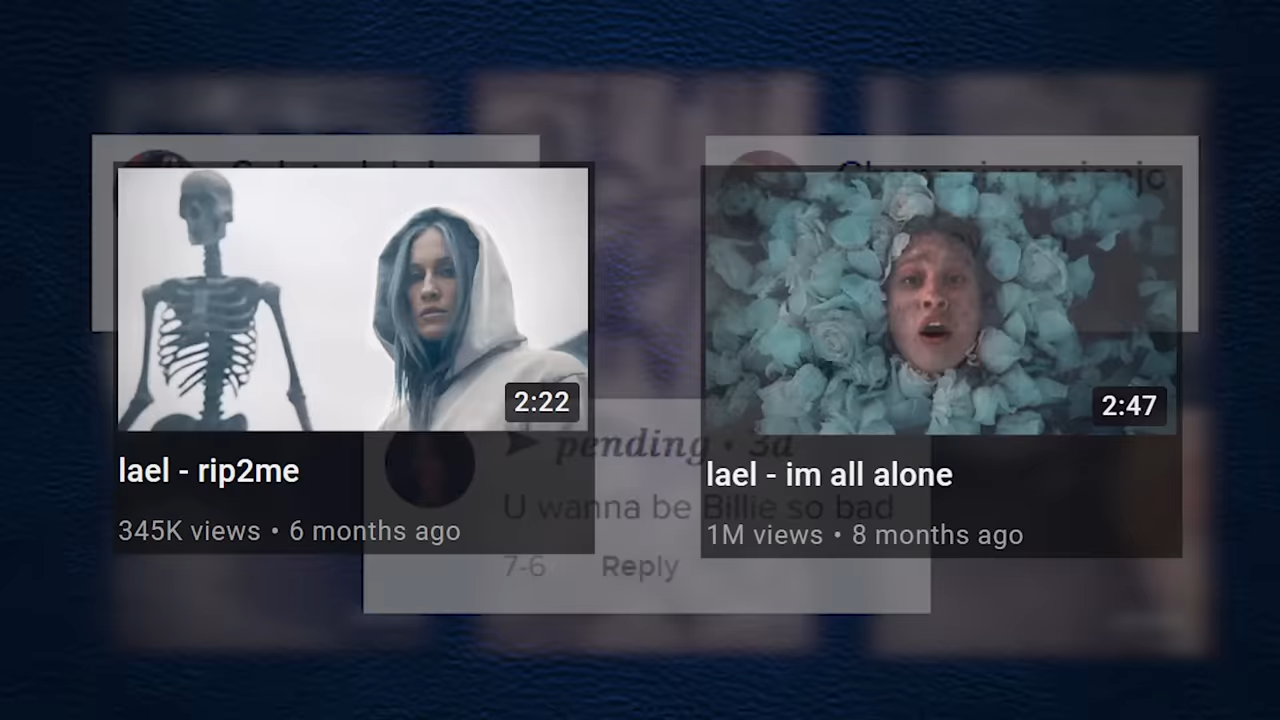 2:22
2:47
➤ pending • 3d
lael - rip2me
lael - im all alone
U wanna be Billie so bad
345K views • 6 months ago
1M views • 8 months ago
7-6 Reply